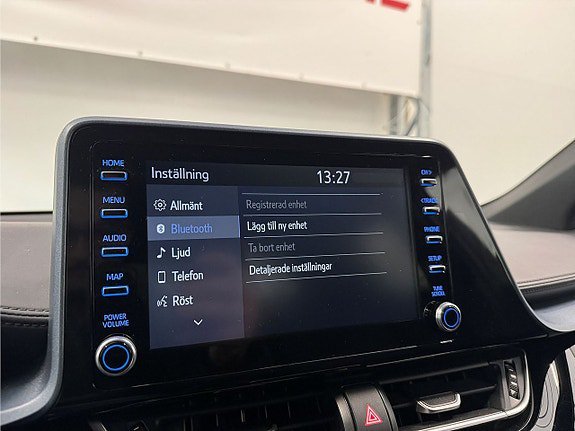 HOME
MENU
AUDIO
MAP
POWER
VOLUME
Inställning
13:27
Allmänt
Bluetooth
Ljud
Telefon
Röst
Registrerad enhet
Lägg till ny enhet
Ta bort enhet
Detaljerade inställningar
CH>
<TRACK
PHONE
SETUP
TUNE
SCROLL